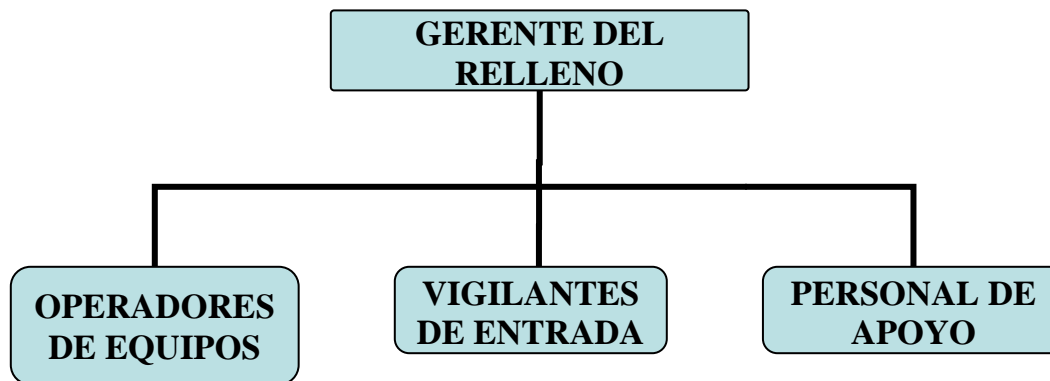 GERENTE DEL
RELLENO
OPERADORES
DE EQUIPOS
VIGILANTES
DE ENTRADA
PERSONAL DE
APOYO